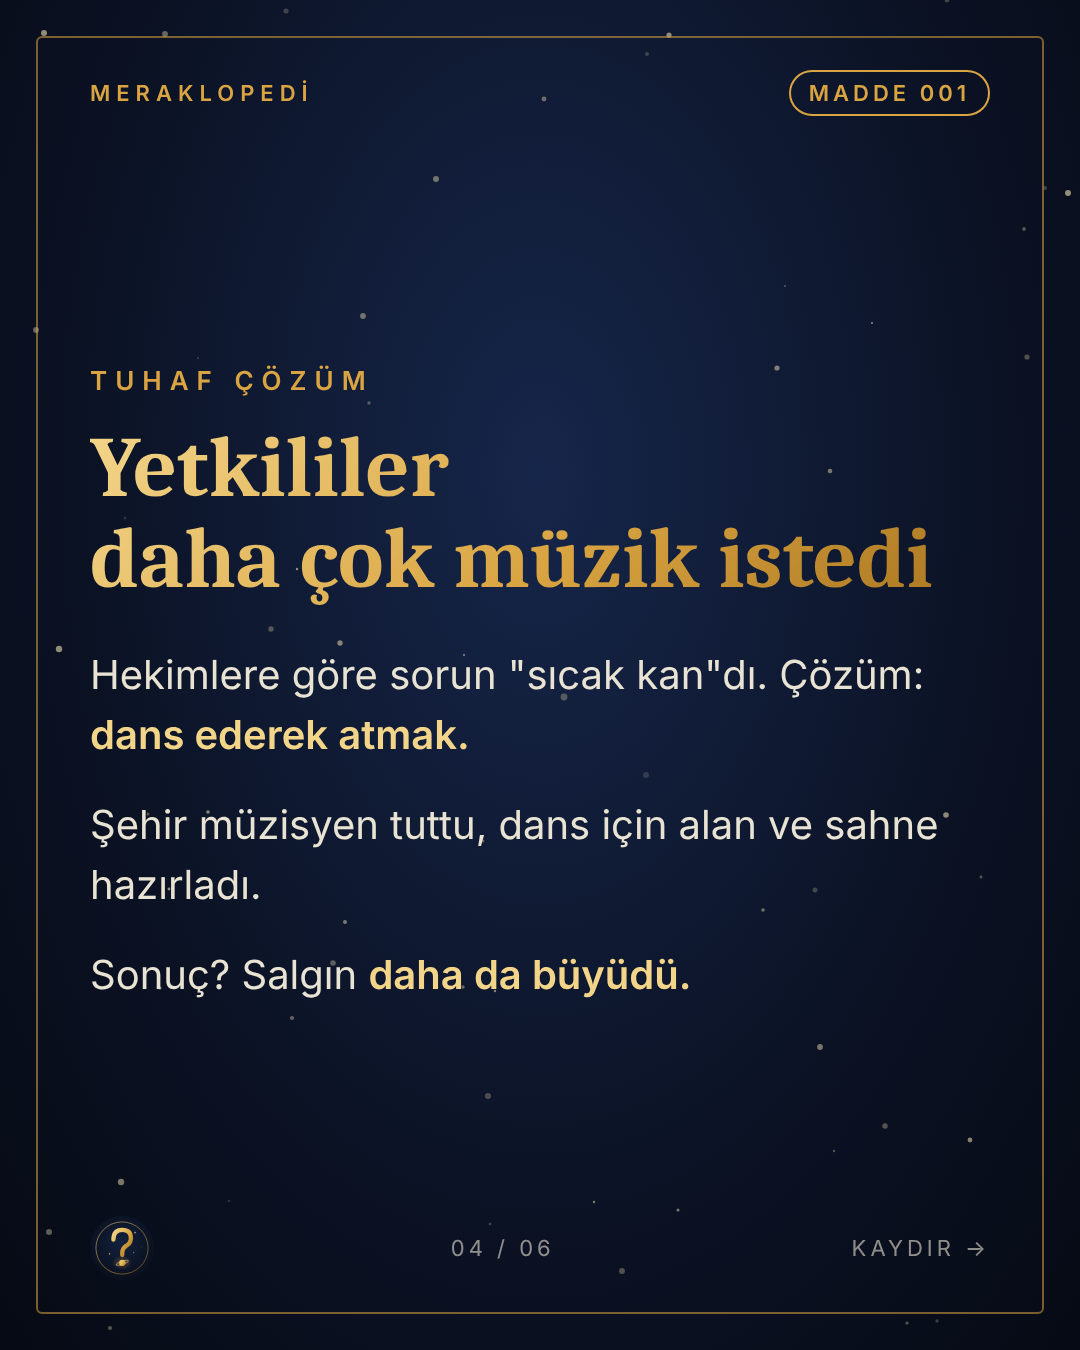 MERAKLOPEDİ
MADDE 001
TUHAF ÇÖZÜM
Yetkililer
daha çok müzik istedi
Hekimlere göre sorun "sıcak kan"dı. Çözüm:
dans ederek atmak.
Şehir müzisyen tuttu, dans için alan ve sahne
hazırladı.
Sonuç? Salgın daha da büyüdü.
?
04 / 06
KAYDIR →